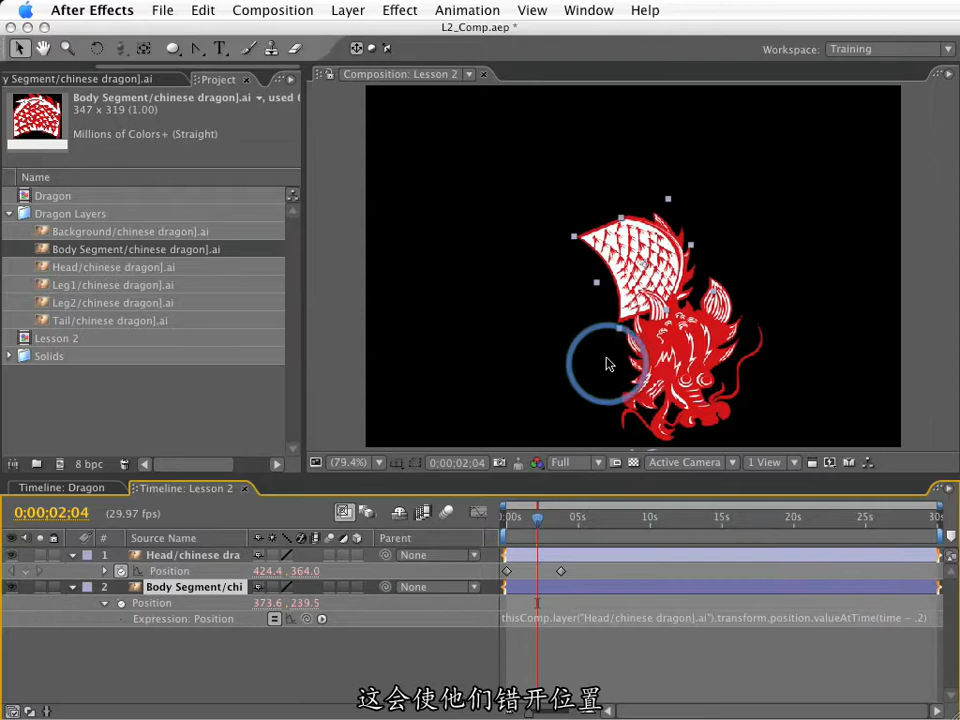 After Effects File Edit Composition Layer Effect Animation View Window Help
L2_Comp.aep *
Workspace: Training
y Segment/chinese dragon].ai Project
Composition: Lesson 2
Body Segment/chinese dragon].ai , used 6
347 x 319 (1.00)
Millions of Colors+ (Straight)
Name
Dragon
Dragon Layers
Background/chinese dragon].ai
Body Segment/chinese dragon].ai
Head/chinese dragon].ai
Leg1/chinese dragon].ai
Leg2/chinese dragon].ai
Tail/chinese dragon].ai
Lesson 2
Solids
8 bpc
(79.4%) 0;00;02;04 Full Active Camera 1 View
Timeline: Dragon Timeline: Lesson 2
0;00;02;04 (29.97 fps)
:00s 05s 10s 15s 20s 25s 30s
# Source Name Parent
1 Head/chinese dra None
Position 424.4, 364.0
2 Body Segment/chi None
Position 373.6, 239.5
Expression: Position thisComp.layer("Head/chinese dragon].ai").transform.position.valueAtTime(time - .2)
这会使他们错开位置